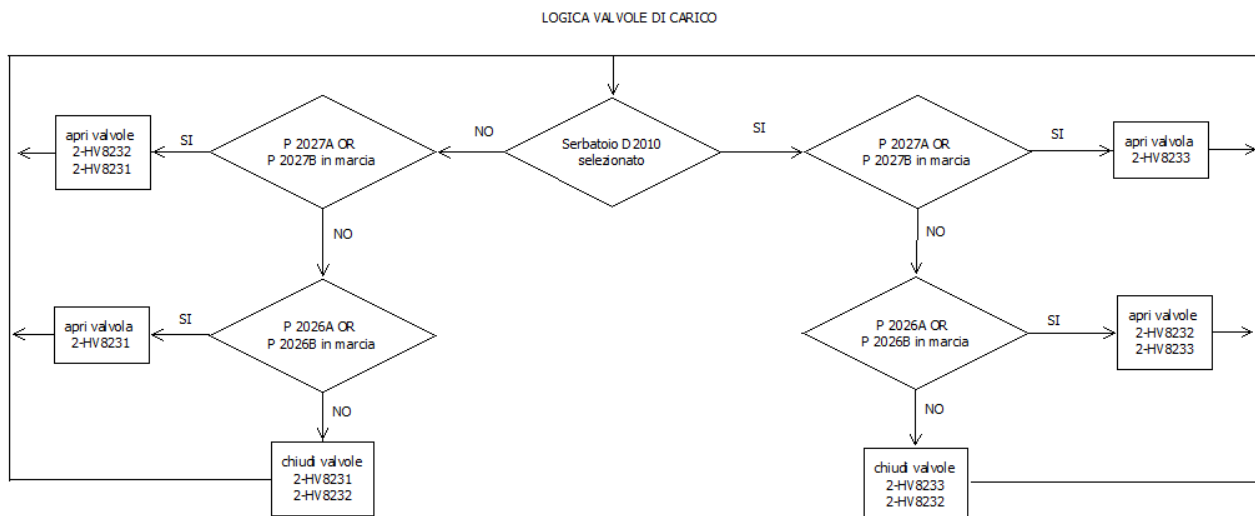 LOGICA VALVOLE DI CARICO
Serbatoio D2010
selezionato
NO
SI
P 2027A OR
P 2027B in marcia
SI
apri valvole
2-HV8232
2-HV8231
NO
P 2026A OR
P 2026B in marcia
SI
apri valvola
2-HV8231
NO
chiudi valvole
2-HV8231
2-HV8232
P 2027A OR
P 2027B in marcia
SI
apri valvola
2-HV8233
NO
P 2026A OR
P 2026B in marcia
SI
apri valvole
2-HV8232
2-HV8233
NO
chiudi valvole
2-HV8233
2-HV8232